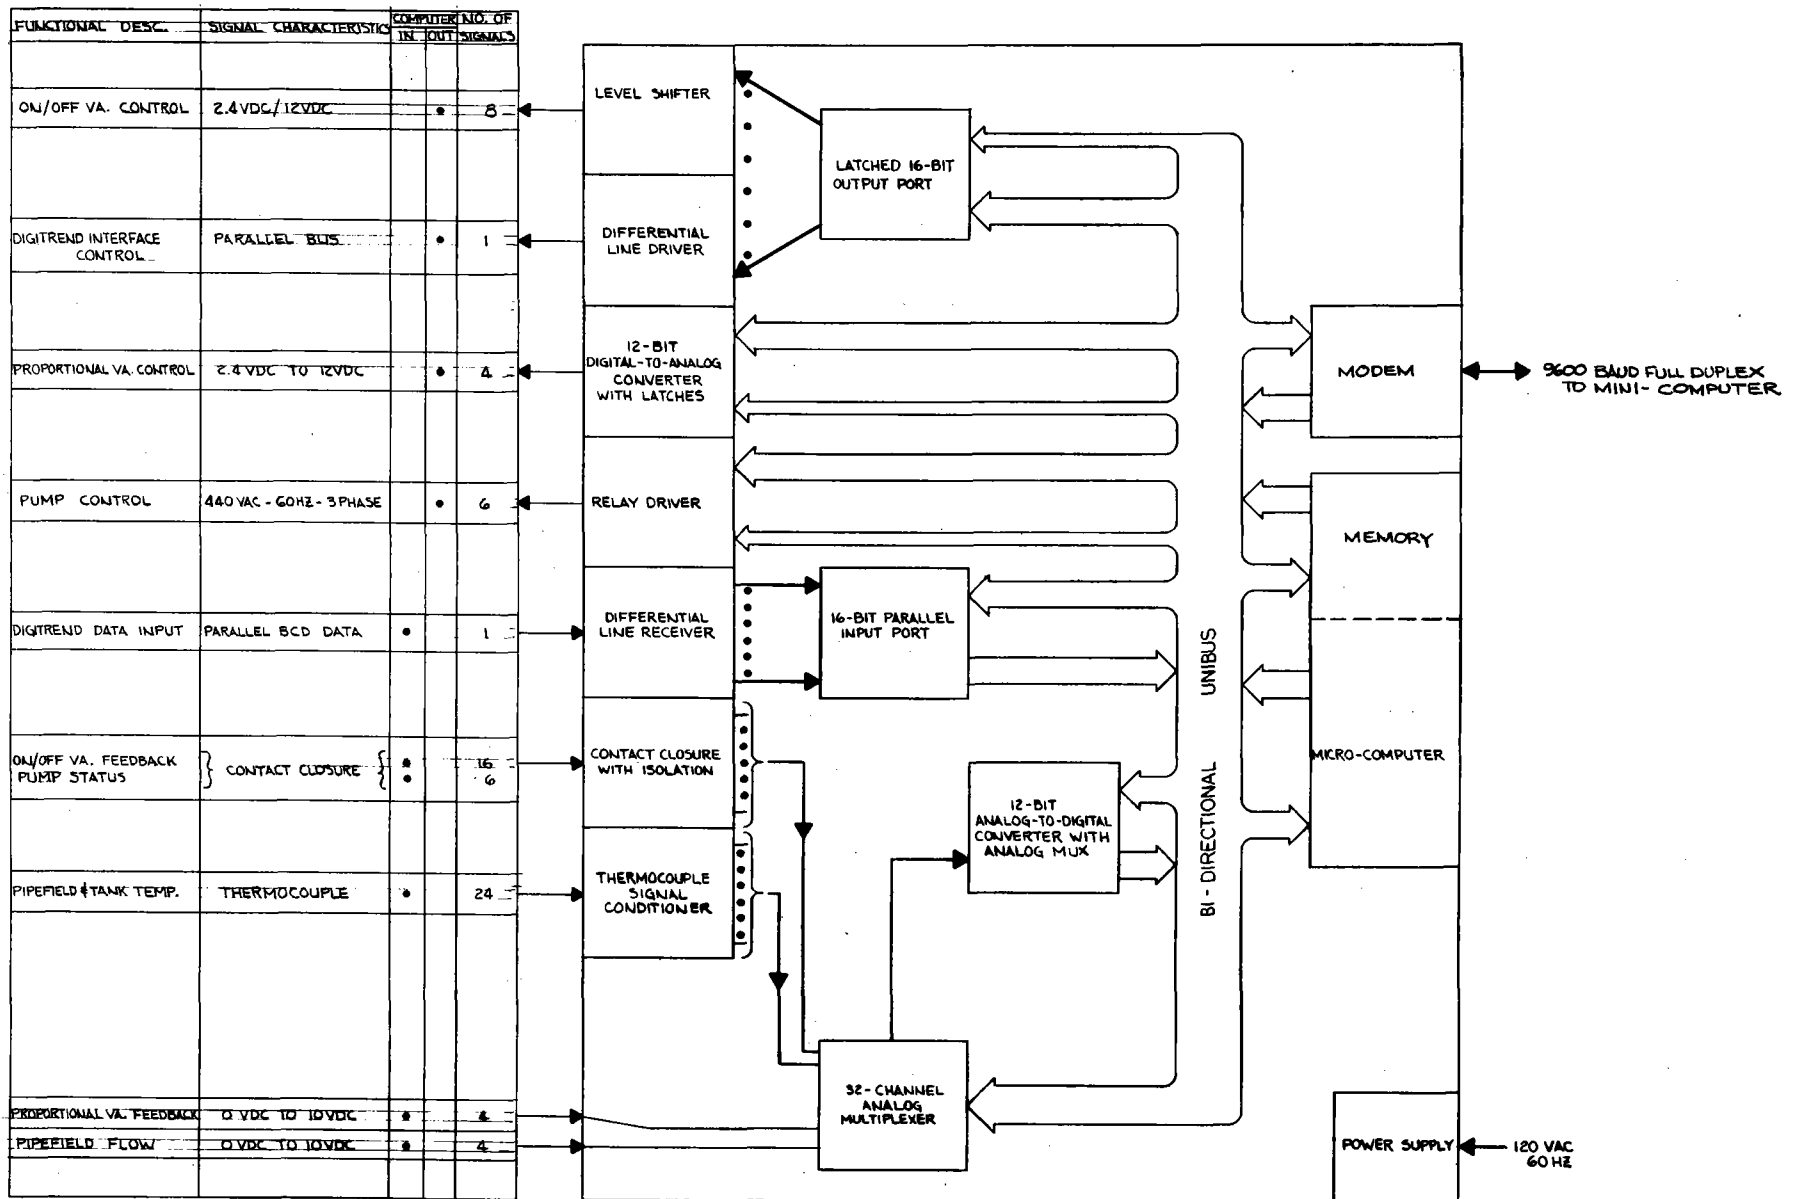 FUNCTIONAL DESC. SIGNAL CHARACTERISTICS COMPUTER NO. OF
IN OUT SIGNALS
ON/OFF VA. CONTROL 2.4VDC/12VDC • 8
DIGITREND INTERFACE PARALLEL BUS • 1
CONTROL
PROPORTIONAL VA. CONTROL 2.4 VDC TO 12VDC • 4
PUMP CONTROL 440 VAC - 60HZ - 3 PHASE • 6
DIGITREND DATA INPUT PARALLEL BCD DATA • 1
ON/OFF VA. FEEDBACK • 16
PUMP STATUS } CONTACT CLOSURE { • 6
PIPEFIELD & TANK TEMP. THERMOCOUPLE • 24
PROPORTIONAL VA. FEEDBACK 0 VDC TO 10VDC • 4
PIPEFIELD FLOW 0 VDC TO 10VDC • 4
LEVEL SHIFTER
DIFFERENTIAL
LINE DRIVER
12-BIT
DIGITAL-TO-ANALOG
CONVERTER
WITH LATCHES
RELAY DRIVER
DIFFERENTIAL
LINE RECEIVER
CONTACT CLOSURE
WITH ISOLATION
THERMOCOUPLE
SIGNAL
CONDITIONER
LATCHED 16-BIT
OUTPUT PORT
16-BIT PARALLEL
INPUT PORT
12-BIT
ANALOG-TO-DIGITAL
CONVERTER WITH
ANALOG MUX
32-CHANNEL
ANALOG
MULTIPLEXER
BI-DIRECTIONAL UNIBUS
MODEM
9600 BAUD FULL DUPLEX
TO MINI-COMPUTER
MEMORY
MICRO-COMPUTER
POWER SUPPLY
120 VAC
60 HZ